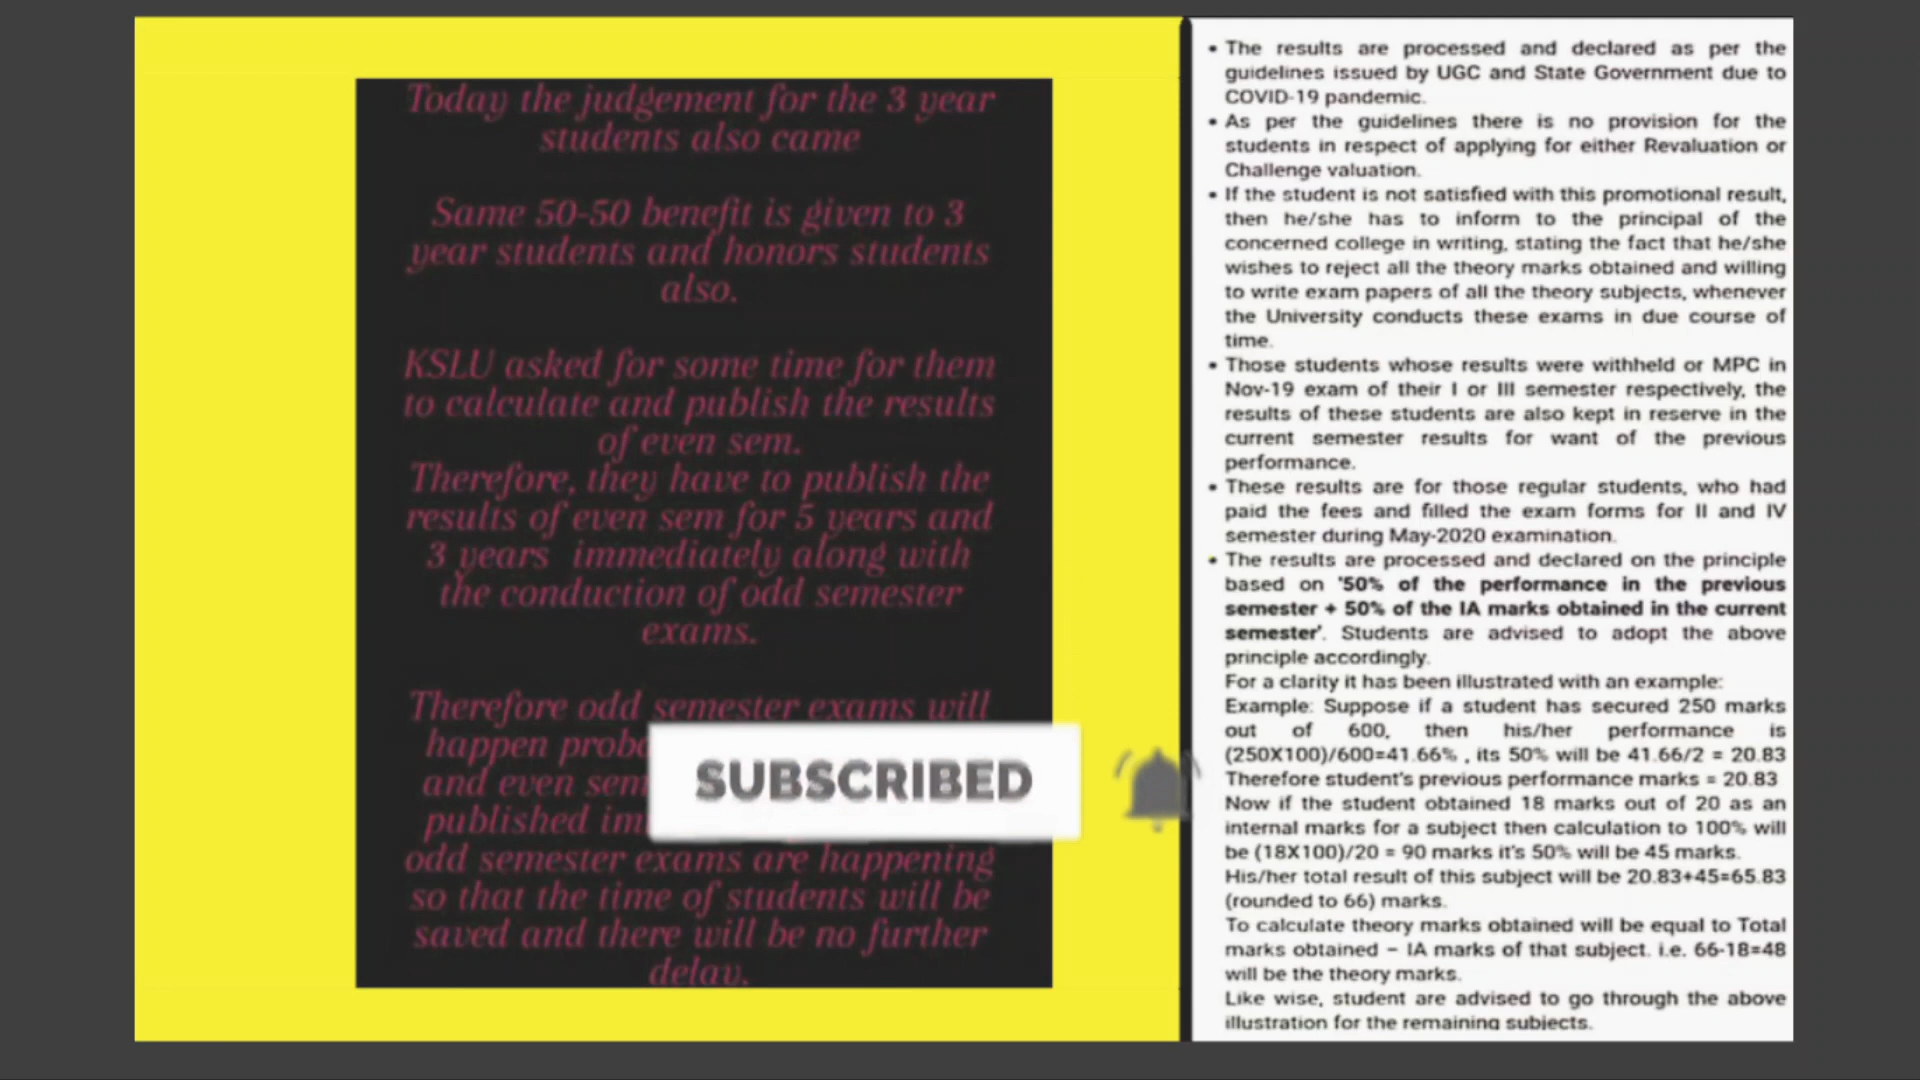 Today the judgement for the 3 year
students also came
Same 50-50 benefit is given to 3
year students and honors students
also.
KSLU asked for some time for them
to calculate and publish the results
of even sem.
Therefore, they have to publish the
results of even sem for 5 years and
3 years immediately along with
the conduction of odd semester
exams.
Therefore odd semester exams will
happen
and even sem
published
odd semester exams are happening
so that the time of students will be
saved and there will be no further
delay.
SUBSCRIBED
• The results are processed and declared as per the
guidelines issued by UGC and State Government due to
COVID-19 pandemic.
• As per the guidelines there is no provision for the
students in respect of applying for either Revaluation or
Challenge valuation.
• If the student is not satisfied with this promotional result,
then he/she has to inform to the principal of the
concerned college in writing, stating the fact that he/she
wishes to reject all the theory marks obtained and willing
to write exam papers of all the theory subjects, whenever
the University conducts these exams in due course of
time.
• Those students whose results were withheld or MPC in
Nov-19 exam of their I or III semester respectively, the
results of these students are also kept in reserve in the
current semester results for want of the previous
performance.
• These results are for those regular students, who had
paid the fees and filled the exam forms for II and IV
semester during May-2020 examination.
• The results are processed and declared on the principle
based on '50% of the performance in the previous
semester + 50% of the IA marks obtained in the current
semester'. Students are advised to adopt the above
principle accordingly.
For a clarity it has been illustrated with an example:
Example: Suppose if a student has secured 250 marks
out of 600, then his/her performance is
(250X100)/600=41.66% , its 50% will be 41.66/2 = 20.83
Therefore student's previous performance marks = 20.83
Now if the student obtained 18 marks out of 20 as an
internal marks for a subject then calculation to 100% will
be (18X100)/20 = 90 marks it's 50% will be 45 marks.
His/her total result of this subject will be 20.83+45=65.83
(rounded to 66) marks.
To calculate theory marks obtained will be equal to Total
marks obtained – IA marks of that subject. i.e. 66-18=48
will be the theory marks.
Like wise, student are advised to go through the above
illustration for the remaining subjects.